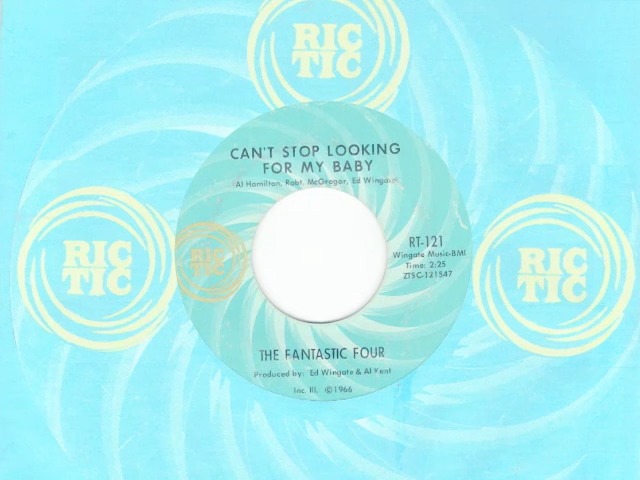 RIC
TIC
CAN'T STOP LOOKING
FOR MY BABY
Al Hamilton, Robt. McGregor, Ed Wingate
RIC
TIC
RIC
TIC
RT-121
Wingate Music-BMI
Time: 2:25
ZTSC-121547
RIC
TIC
THE FANTASTIC FOUR
Produced by: Ed Wingate & Al Kent
Inc. Ill. ©1966